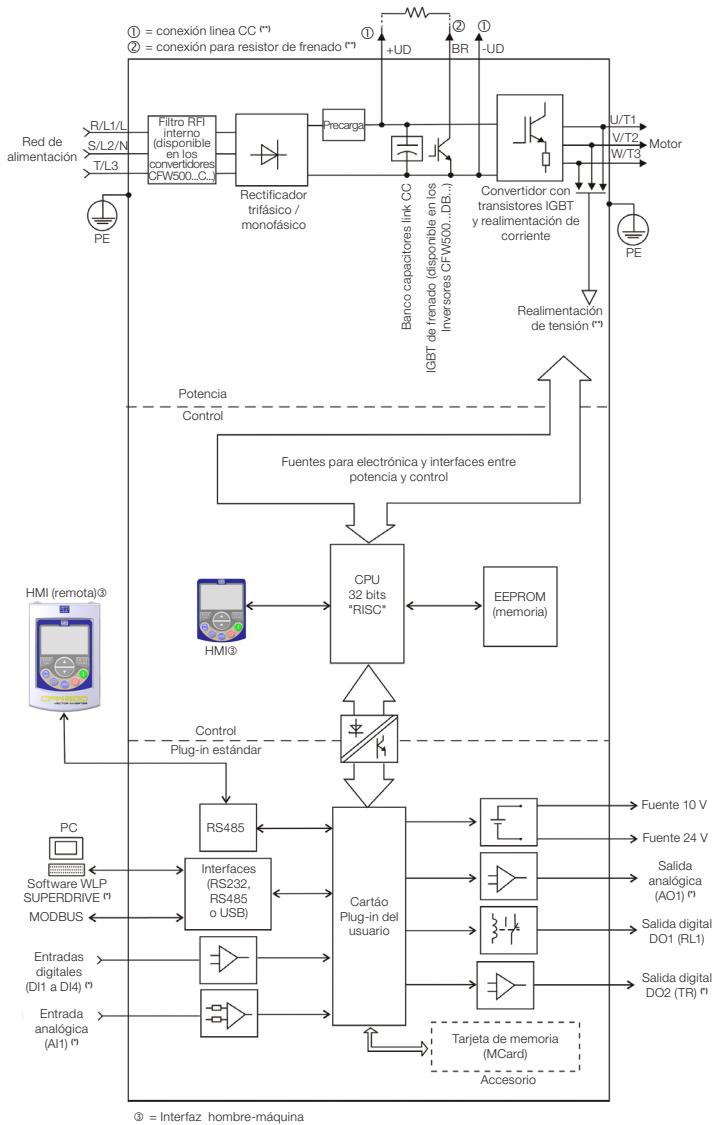 ① = conexión linea CC (**)
② = conexión para resistor de frenado (**)
①
②
①
+UD
BR
-UD
Red de
alimentación
R/L1/L
S/L2/N
T/L3
PE
Filtro RFI
interno
(disponible
en los
convertidores
CFW500...C...)
Rectificador
trifásico /
monofásico
Precarga
Banco capacitores link CC
IGBT de frenado (disponible en los
Inversores CFW500...DB...)
Convertidor con
transistores IGBT
y realimentación de
corriente
U/T1
V/T2
W/T3
Motor
PE
Realimentación
de tensión (**)
Potencia
Control
Fuentes para electrónica y interfaces entre
potencia y control
CPU
32 bits
"RISC"
EEPROM
(memoria)
HMI③
HMI (remota)③
CFW500
VECTOR INVERTER
Control
Plug-in estándar
PC
Software WLP
SUPERDRIVE (*)
MODBUS
Entradas
digitales
(DI1 a DI4) (*)
Entrada
analógica
(AI1) (*)
RS485
Interfaces
(RS232,
RS485
o USB)
Cartáo
Plug-in del
usuario
Fuente 10 V
Fuente 24 V
Salida
analógica
(AO1) (*)
Salida digital
DO1 (RL1)
Salida digital
DO2 (TR) (*)
Tarjeta de memoria
(MCard)
Accesorio
③ = Interfaz hombre-máquina